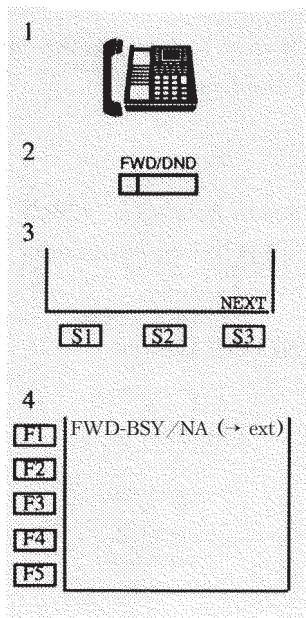 1
2
FWD/DND
3
NEXT
S1 S2 S3
4
F1 FWD-BSY/NA (→ ext)
F2
F3
F4
F5